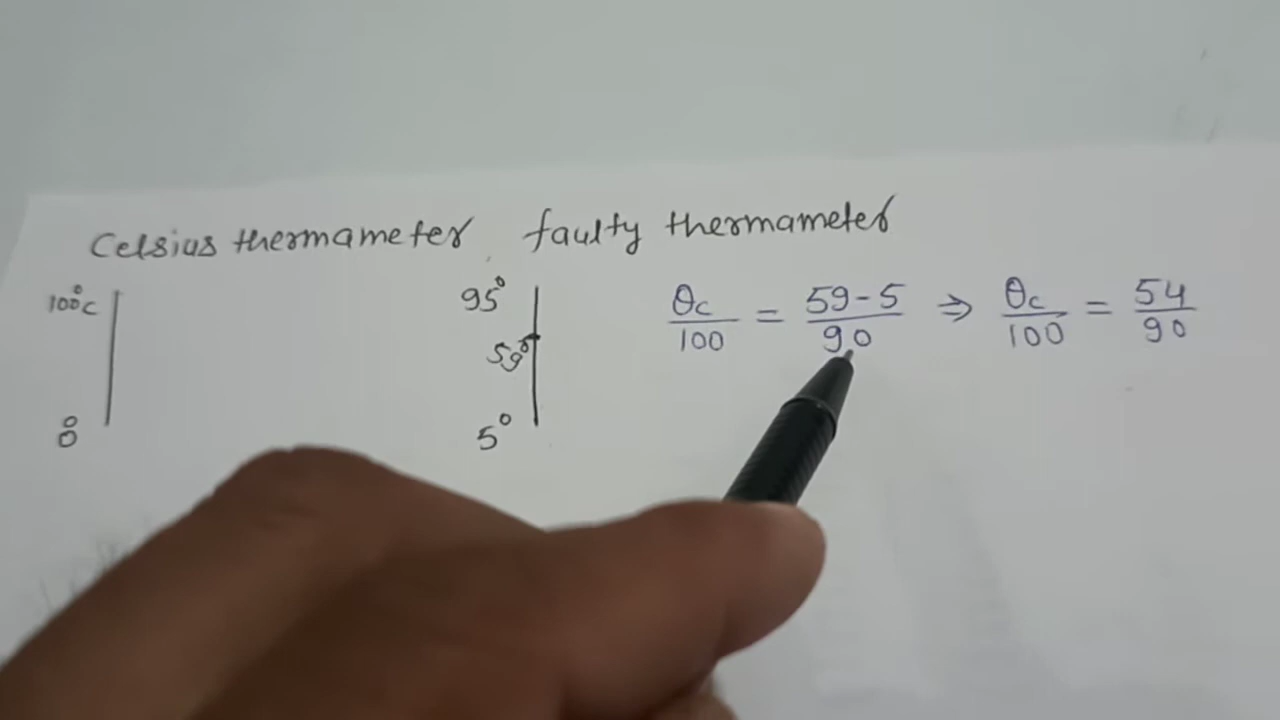 Celsius thermameter faulty thermameter
100°C
0°
95°
59°
5°
θc/100 = 59-5/90 ⇒ θc/100 = 54/90